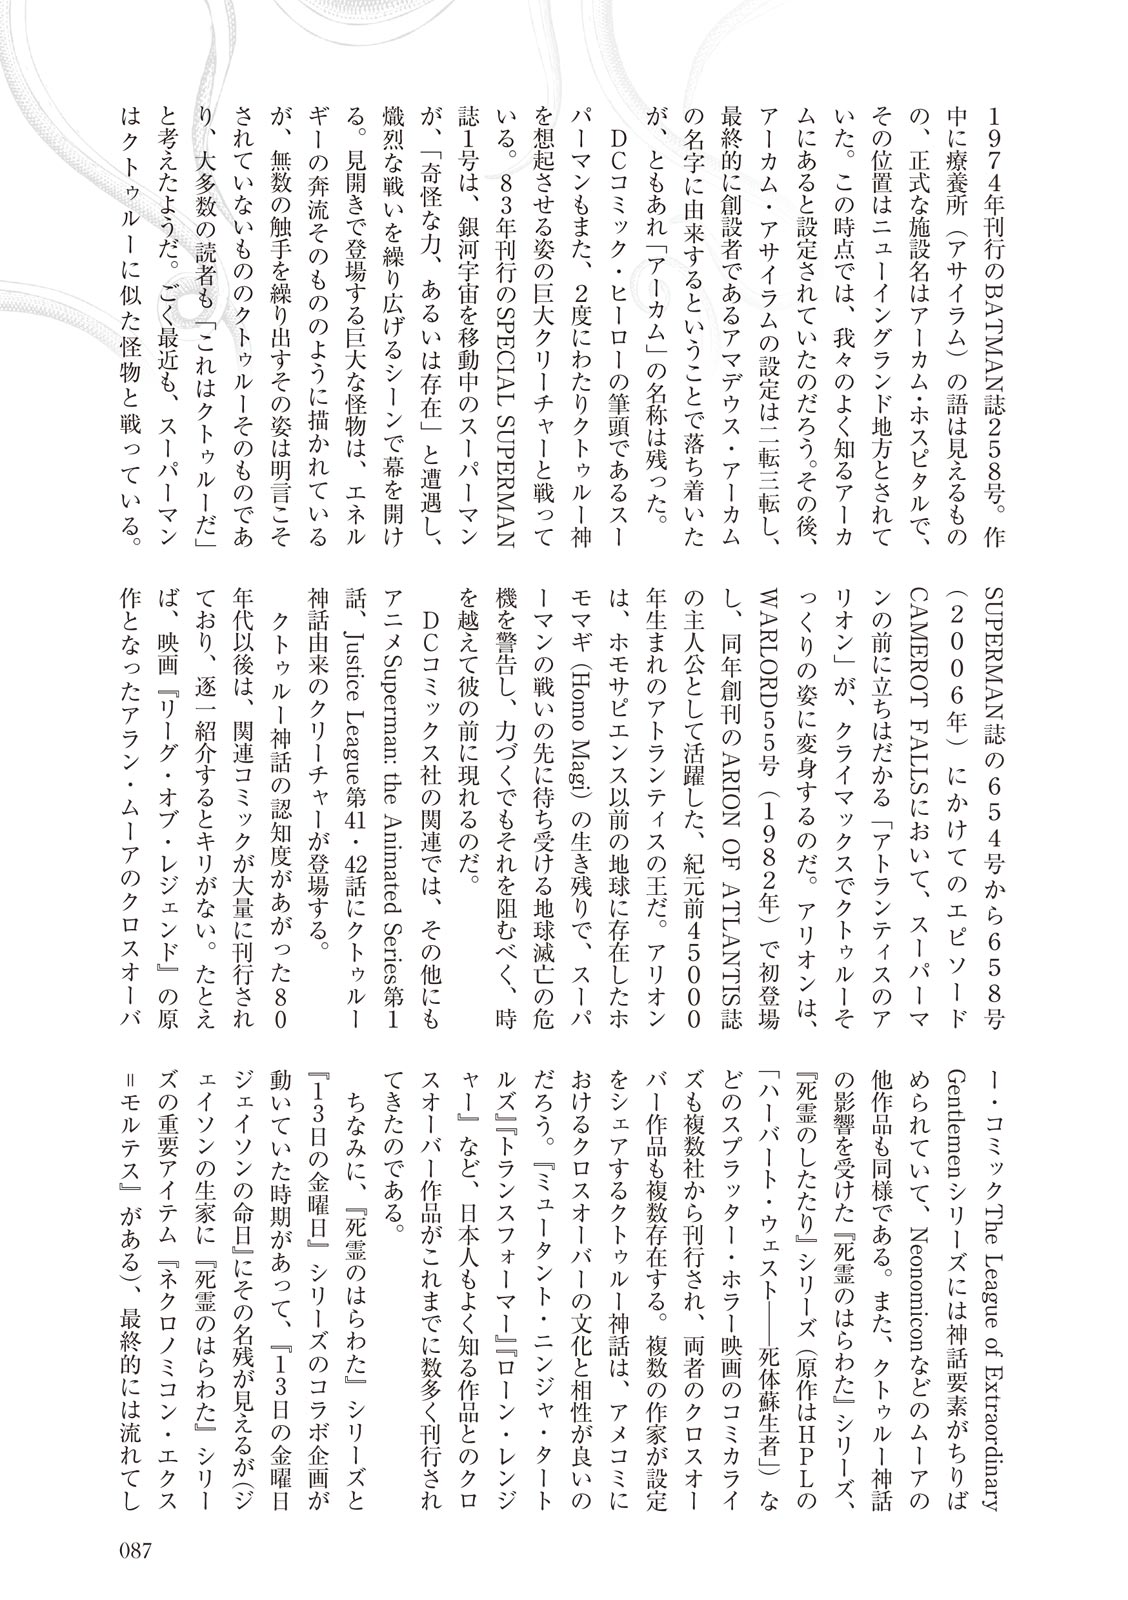 1974年刊行のBATMAN誌258号。作
中に療養所（アサイラム）の語は見えるもの
の、正式な施設名はアーカム・ホスピタルで、
その位置はニューイングランド地方とされて
いた。この時点では、我々のよく知るアーカ
ムにあると設定されていたのだろう。その後、
アーカム・アサイラムの設定は二転三転し、
最終的に創設者であるアマデウス・アーカム
の名字に由来するということで落ち着いた
が、ともあれ「アーカム」の名称は残った。
　DCコミック・ヒーローの筆頭であるスー
パーマンもまた、2度にわたりクトゥルー神
を想起させる姿の巨大クリーチャーと戦って
いる。83年刊行のSPECIAL SUPERMAN
誌1号は、銀河宇宙を移動中のスーパーマン
が、「奇怪な力、あるいは存在」と遭遇し、
熾烈な戦いを繰り広げるシーンで幕を開け
る。見開きで登場する巨大な怪物は、エネル
ギーの奔流そのもののように描かれている
が、無数の触手を繰り出すその姿は明言こそ
されていないもののクトゥルーそのものであ
り、大多数の読者も「これはクトゥルーだ」
と考えたようだ。ごく最近も、スーパーマン
はクトゥルーに似た怪物と戦っている。
SUPERMAN誌の654号から658号
（2006年）にかけてのエピソード
CAMEROT FALLSにおいて、スーパーマ
ンの前に立ちはだかる「アトランティスのア
リオン」が、クライマックスでクトゥルーそ
っくりの姿に変身するのだ。アリオンは、
WARLORD55号（1982年）で初登場
し、同年創刊のARION OF ATLANTIS誌
の主人公として活躍した、紀元前45000
年生まれのアトランティスの王だ。アリオン
は、ホモサピエンス以前の地球に存在したホ
モマギ（Homo Magi）の生き残りで、スーパ
ーマンの戦いの先に待ち受ける地球滅亡の危
機を警告し、力づくでもそれを阻むべく、時
を越えて彼の前に現れるのだ。
　DCコミックス社の関連では、その他にも
アニメSuperman: the Animated Series第1
話、Justice League第41・42話にクトゥルー
神話由来のクリーチャーが登場する。
　クトゥルー神話の認知度があがった80
年代以後は、関連コミックが大量に刊行され
ており、逐一紹介するとキリがない。たとえ
ば、映画『リーグ・オブ・レジェンド』の原
作となったアラン・ムーアのクロスオーバ
ー・コミックThe League of Extraordinary
Gentlemenシリーズには神話要素がちりば
められていて、Neonomiconなどのムーアの
他作品も同様である。また、クトゥルー神話
の影響を受けた『死霊のはらわた』シリーズ、
『死霊のしたたり』シリーズ（原作はHPLの
「ハーバート・ウェスト――死体蘇生者」）な
どのスプラッター・ホラー映画のコミカライ
ズも複数社から刊行され、両者のクロスオー
バー作品も複数存在する。複数の作家が設定
をシェアするクトゥルー神話は、アメコミに
おけるクロスオーバーの文化と相性が良いの
だろう。『ミュータント・ニンジャ・タート
ルズ』『トランスフォーマー』『ローン・レンジ
ャー』など、日本人もよく知る作品とのクロ
スオーバー作品がこれまでに数多く刊行され
てきたのである。
　ちなみに、『死霊のはらわた』シリーズと
『13日の金曜日』シリーズのコラボ企画が
動いていた時期があって、『13日の金曜日
ジェイソンの命日』にその名残が見えるが（ジ
ェイソンの生家に『死霊のはらわた』シリー
ズの重要アイテム『ネクロノミコン・エクス
＝モルテス』がある）、最終的には流れてし
087